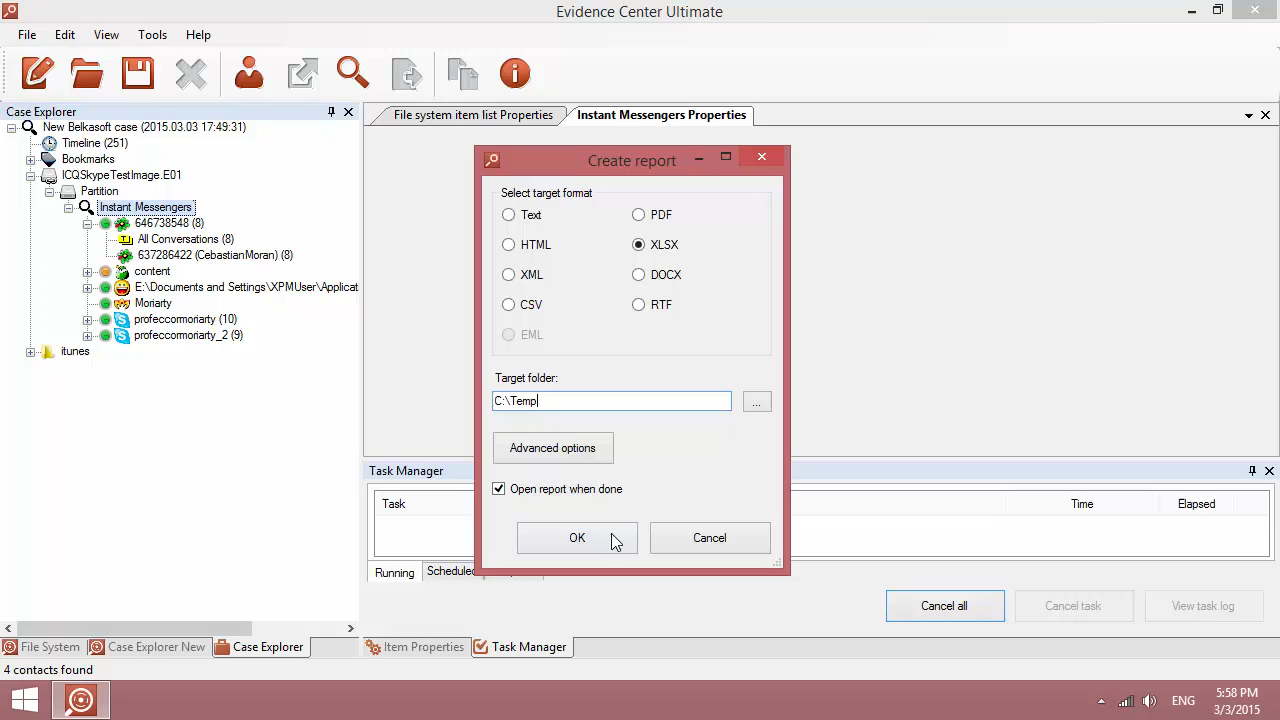 Evidence Center Ultimate
File Edit View Tools Help
Case Explorer
New Belkasoft case (2015.03.03 17:49:31)
Timeline (251)
Bookmarks
ICQSkypeTestImage.E01
Partition
Instant Messengers
646738548 (8)
All Conversations (8)
637286422 (CebastianMoran) (8)
content
E:\Documents and Settings\XPMUser\Applicat
Moriarty
profeccormoriarty (10)
profeccormoriarty_2 (9)
itunes
File System Case Explorer New Case Explorer
4 contacts found
File system item list Properties Instant Messengers Properties
Create report
Select target format
Text PDF
HTML XLSX
XML DOCX
CSV RTF
EML
Target folder:
C:\Temp
...
Advanced options
Open report when done
OK Cancel
Task Manager
Task Time Elapsed
Running Scheduled
Cancel all Cancel task View task log
Item Properties Task Manager
ENG
5:58 PM
3/3/2015